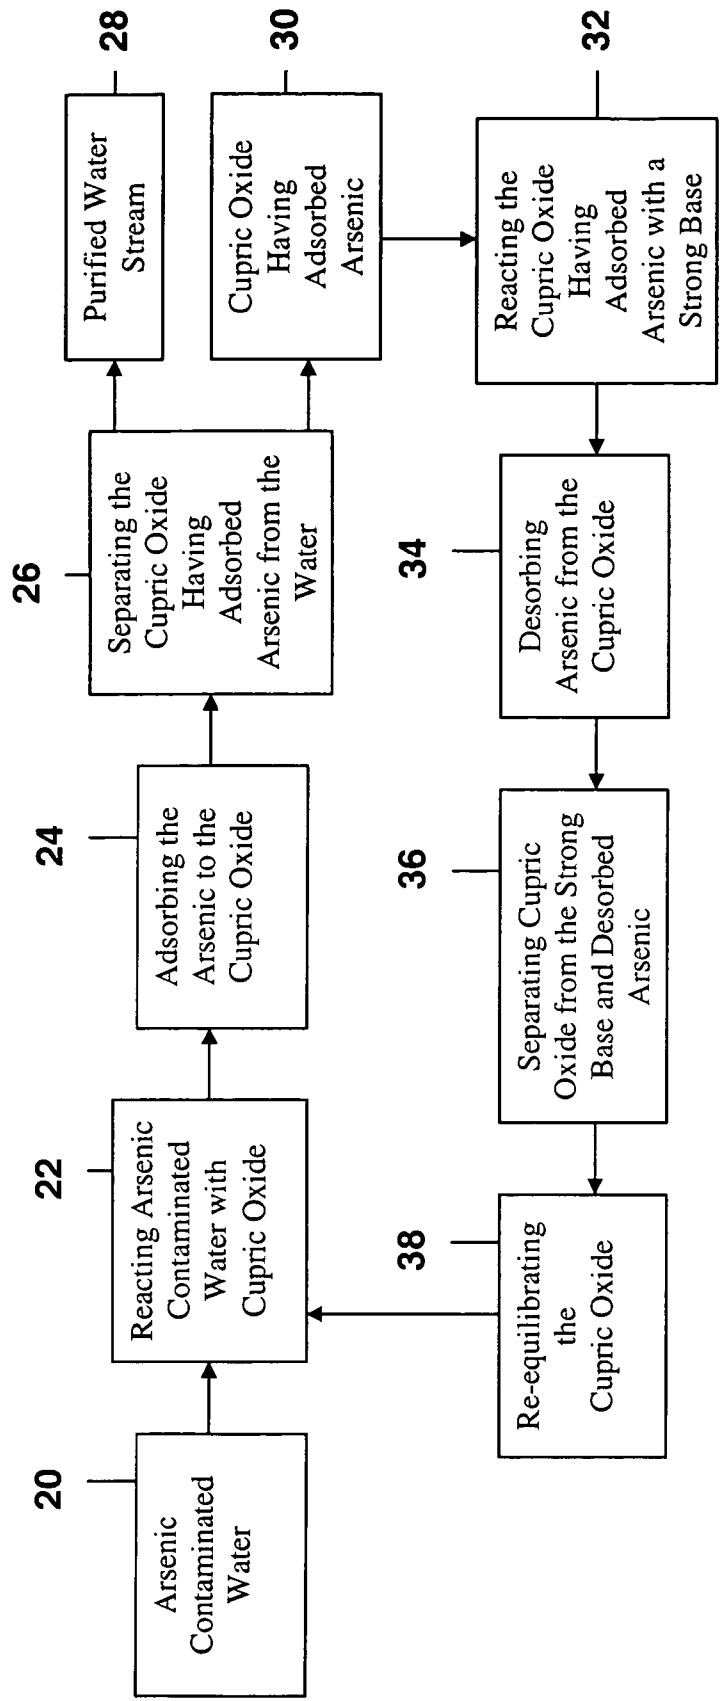 20
Arsenic
Contaminated
Water
22
Reacting Arsenic
Contaminated
Water with
Cupric Oxide
24
Adsorbing the
Arsenic to the
Cupric Oxide
26
Separating the
Cupric Oxide
Having
Adsorbed
Arsenic from the
Water
28
Purified Water
Stream
30
Cupric Oxide
Having
Adsorbed
Arsenic
32
Reacting the
Cupric Oxide
Having
Adsorbed
Arsenic with a
Strong Base
34
Desorbing
Arsenic from the
Cupric Oxide
36
Separating Cupric
Oxide from the Strong
Base and Desorbed
Arsenic
38
Re-equilibrating
the
Cupric Oxide